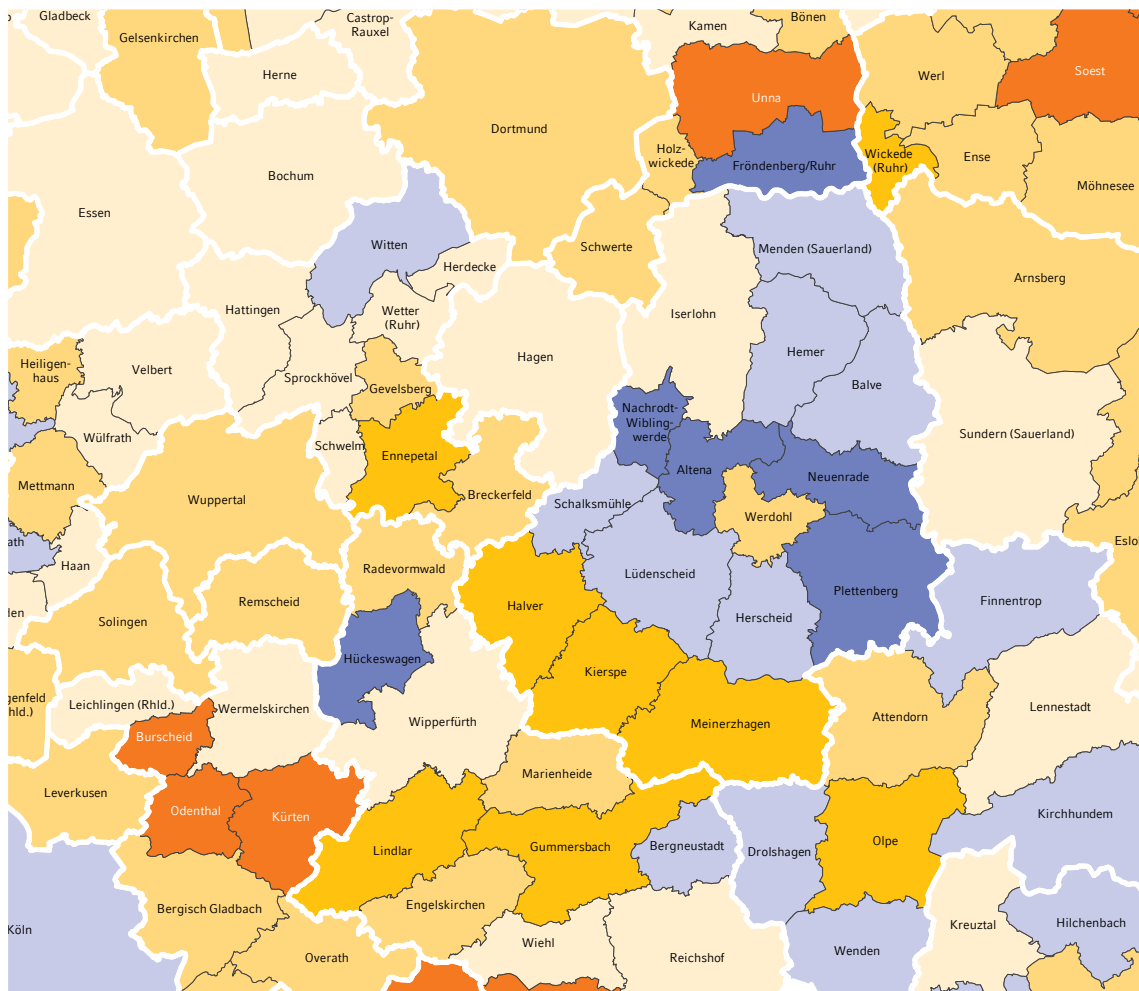 Gladbeck
Castrop-
Rauxel
Kamen
Bönen
Gelsenkirchen
Herne
Werl
Soest
Unna
Dortmund
Holz-
wickede
Fröndenberg/Ruhr
Wickede
(Ruhr)
Ense
Möhnesee
Bochum
Essen
Witten
Herdecke
Schwerte
Menden (Sauerland)
Arnsberg
Hattingen
Wetter
(Ruhr)
Iserlohn
Hagen
Hemer
Balve
Heiligen-
haus
Velbert
Sprockhövel
Gevelsberg
Nachrodt-
Wibling-
werde
Wülfrath
Schwelm
Ennepetal
Sundern (Sauerland)
Mettmann
Wuppertal
Breckerfeld
Altena
Neuenrade
Schalksmühle
Werdohl
ath
Haan
Radevormwald
Lüdenscheid
Eslo
den
Solingen
Remscheid
Halver
Herscheid
Plettenberg
Finnentrop
Hückeswagen
Kierspe
genfeld
hld.)
Leichlingen (Rhld.)
Wermelskirchen
Wipperfürth
Meinerzhagen
Attendorn
Lennestadt
Burscheid
Leverkusen
Odenthal
Kürten
Marienheide
Kirchhundem
Lindlar
Gummersbach
Bergneustadt
Drolshagen
Olpe
Bergisch Gladbach
Engelskirchen
Köln
Overath
Wiehl
Reichshof
Wenden
Kreuztal
Hilchenbach